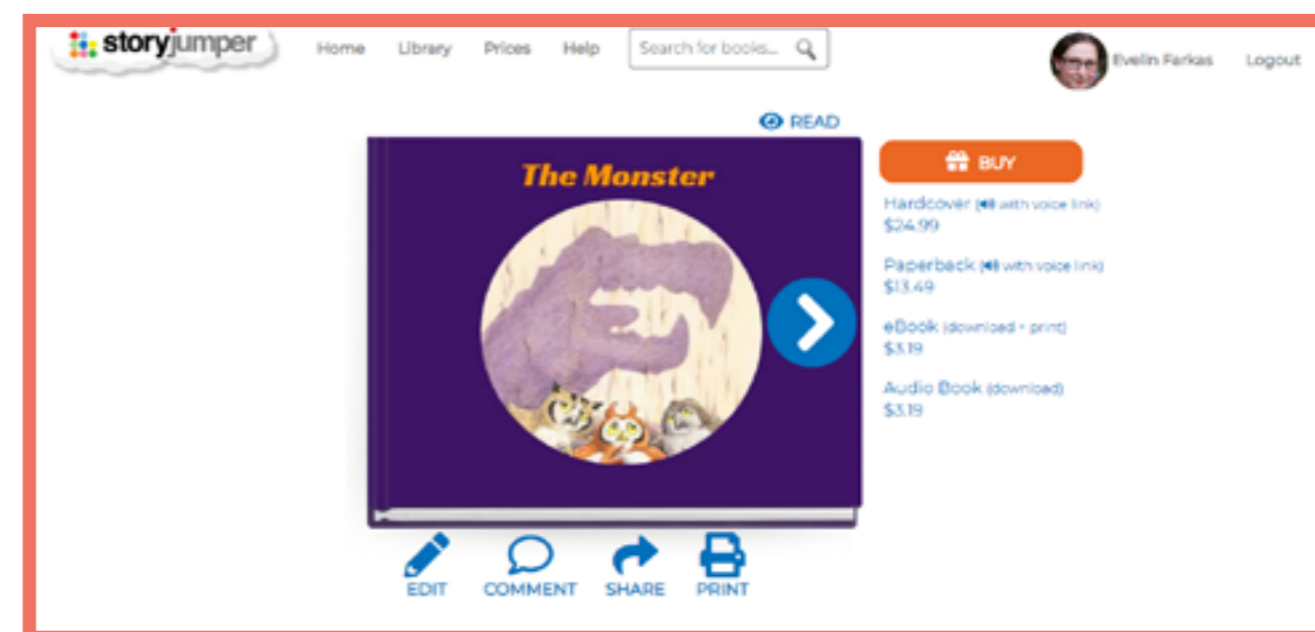 storyjumper
Home Library Prices Help Search for books... Evelin Farkas Logout
READ
The Monster
BUY
Hardcover (with voice link)
$24.99
Paperback (with voice link)
$13.49
eBook (download + print)
$3.19
Audio Book (download)
$3.19
EDIT COMMENT SHARE PRINT